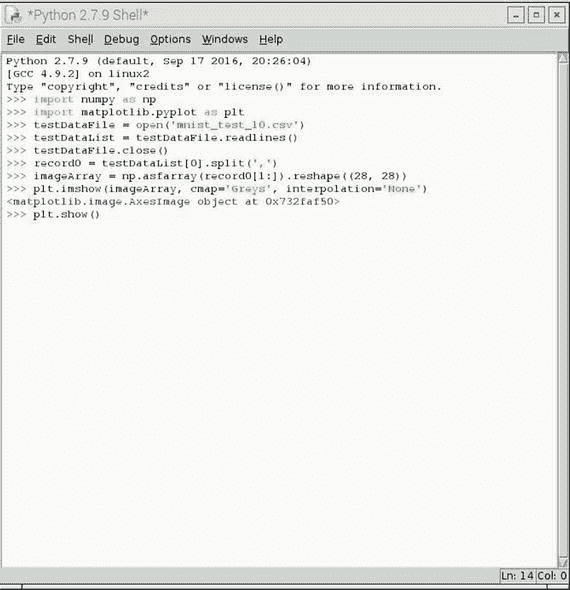 *Python 2.7.9 Shell*
File Edit Shell Debug Options Windows Help
Python 2.7.9 (default, Sep 17 2016, 20:26:04)
[GCC 4.9.2] on linux2
Type "copyright", "credits" or "license()" for more information.
>>> import numpy as np
>>> import matplotlib.pyplot as plt
>>> testDataFile = open('mnist_test_10.csv')
>>> testDataList = testDataFile.readlines()
>>> testDataFile.close()
>>> record0 = testDataList[0].split(',')
>>> imageArray = np.asfarray(record0[1:]).reshape((28, 28))
>>> plt.imshow(imageArray, cmap='Greys', interpolation='None')
<matplotlib.image.AxesImage object at 0x732faf50>
>>> plt.show()
Ln: 14 Col: 0